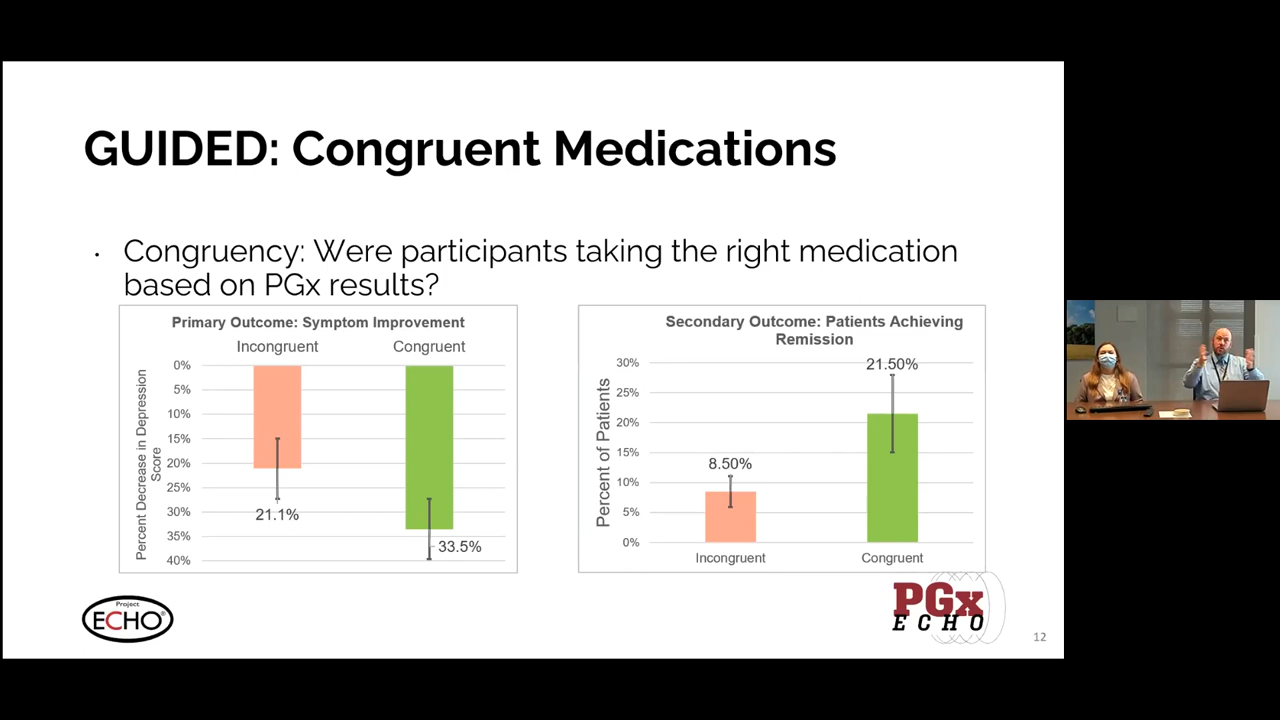 GUIDED: Congruent Medications
· Congruency: Were participants taking the right medication
based on PGx results?
Primary Outcome: Symptom Improvement
Incongruent Congruent
Percent Decrease in Depression
Score
0%
5%
10%
15%
20%
25%
30%
35%
40%
21.1%
33.5%
Secondary Outcome: Patients Achieving
Remission
Percent of Patients
30%
25%
20%
15%
10%
5%
0%
8.50%
21.50%
Incongruent Congruent
Project
ECHO®
PGx
ECHO
12